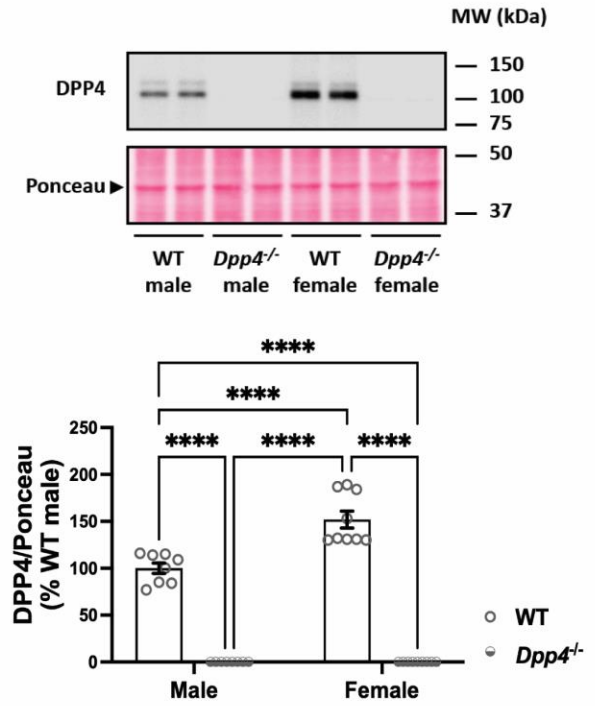 MW (kDa)
150
DPP4
100
75
50
Ponceau
37
WT Dpp4-/- WT Dpp4-/-
male male female female
****
****
**** **** ****
250
200
150
100
50
0
DPP4/Ponceau
(% WT male)
Male Female
WT
Dpp4-/-